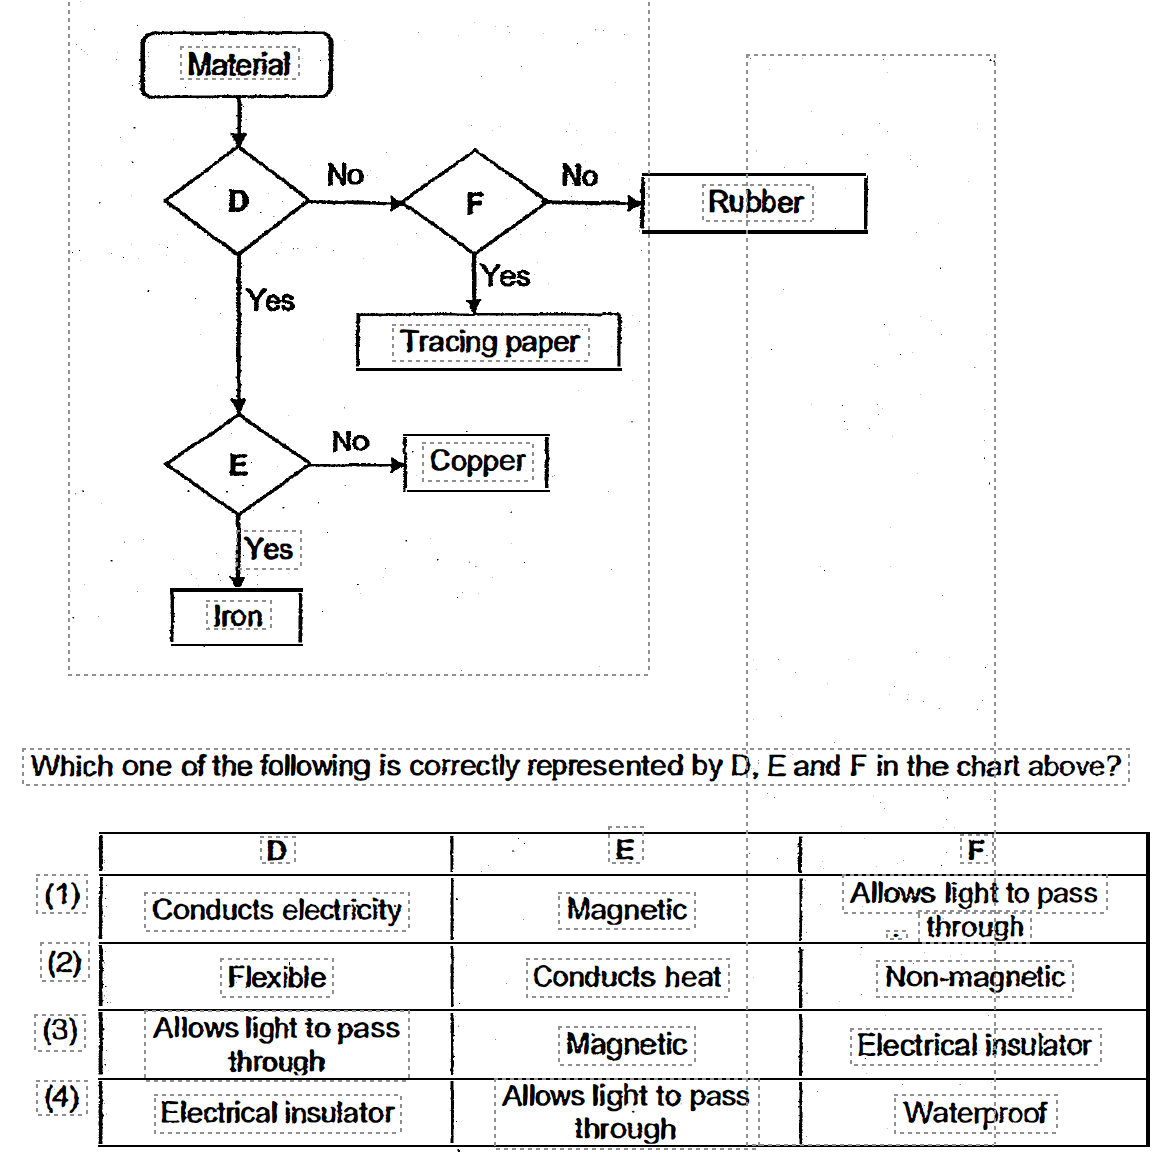 Material
D
No
F
No
Rubber
Yes
Yes
Tracing paper
E
No
Copper
Yes
Iron
Which one of the following is correctly represented by D, E and F in the chart above?
D E F
(1) Conducts electricity Magnetic Allows light to pass
through
(2) Flexible Conducts heat Non-magnetic
(3) Allows light to pass
through Magnetic Electrical insulator
(4) Electrical insulator Allows light to pass
through Waterproof